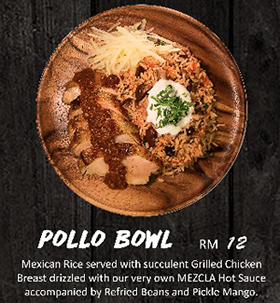 POLLO BOWL RM 12
Mexican Rice served with succulent Grilled Chicken
Breast drizzled with our very own MEZCLA Hot Sauce
accompanied by Refried Beans and Pickle Mango.